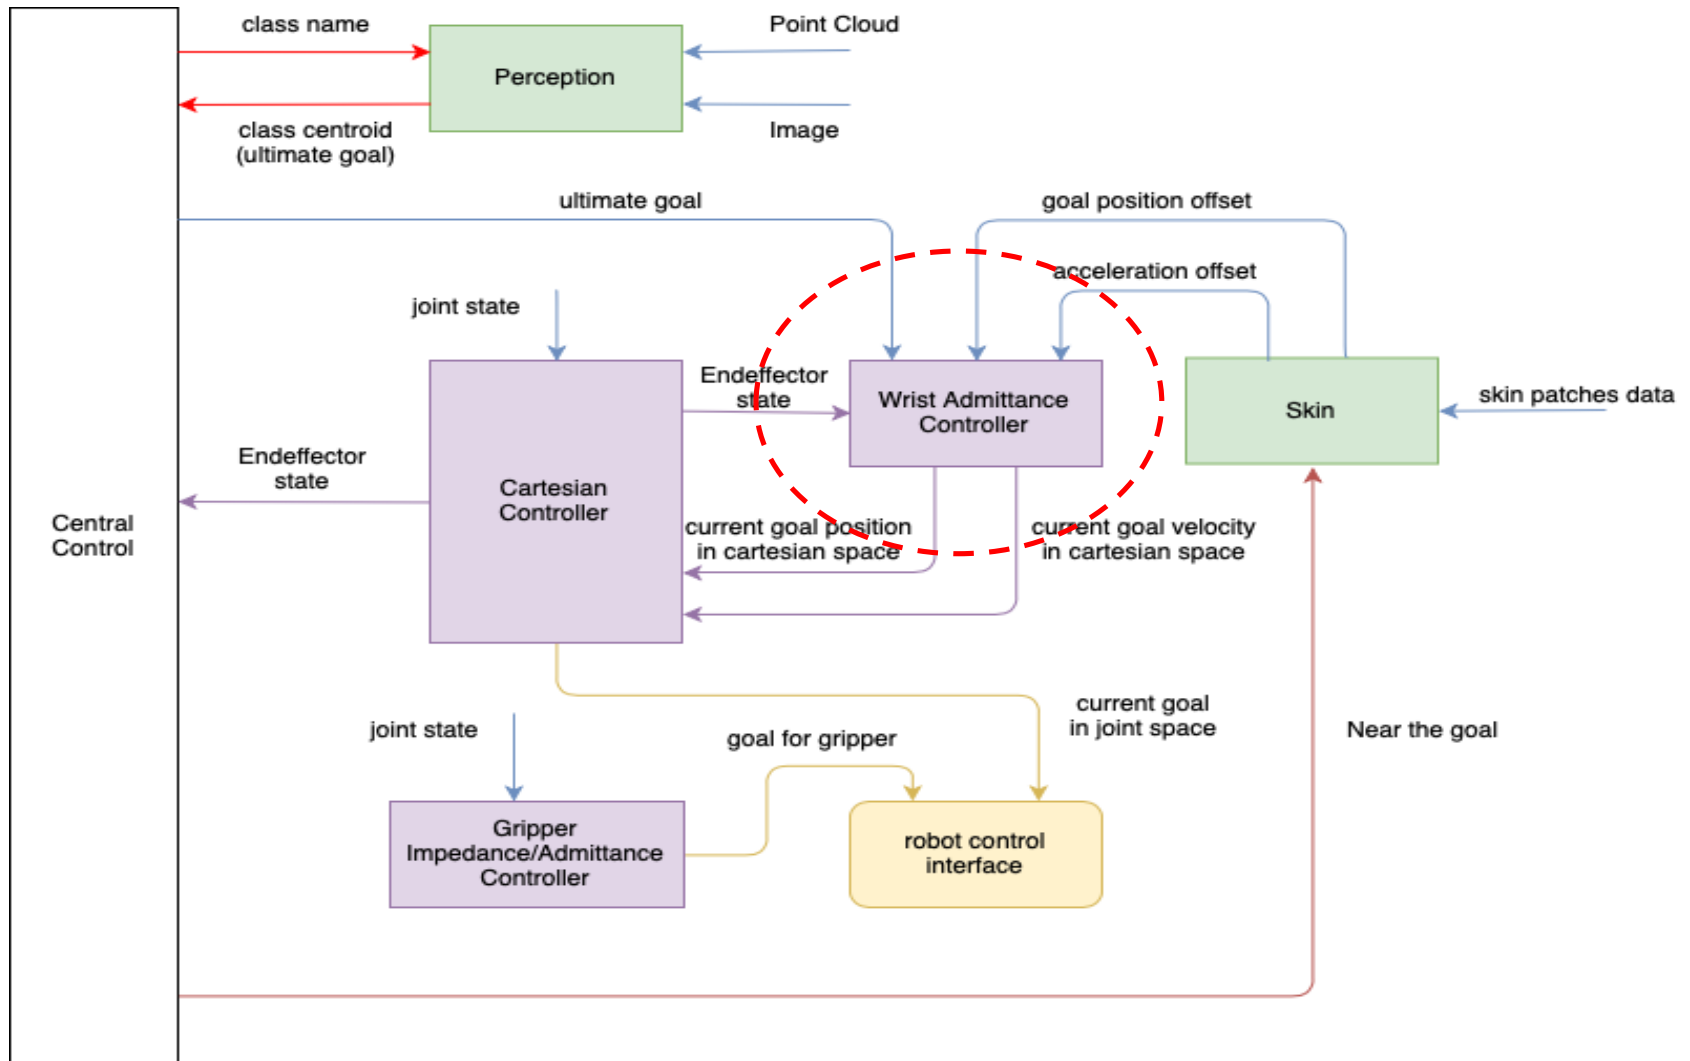 class name
Point Cloud
Perception
class centroid
(ultimate goal)
Image
ultimate goal
goal position offset
acceleration offset
joint state
Endeffector
state
Wrist Admittance
Controller
Skin
skin patches data
Endeffector
state
Cartesian
Controller
Central
Control
current goal position
in cartesian space
current goal velocity
in cartesian space
joint state
goal for gripper
current goal
in joint space
Near the goal
Gripper
Impedance/Admittance
Controller
robot control
interface